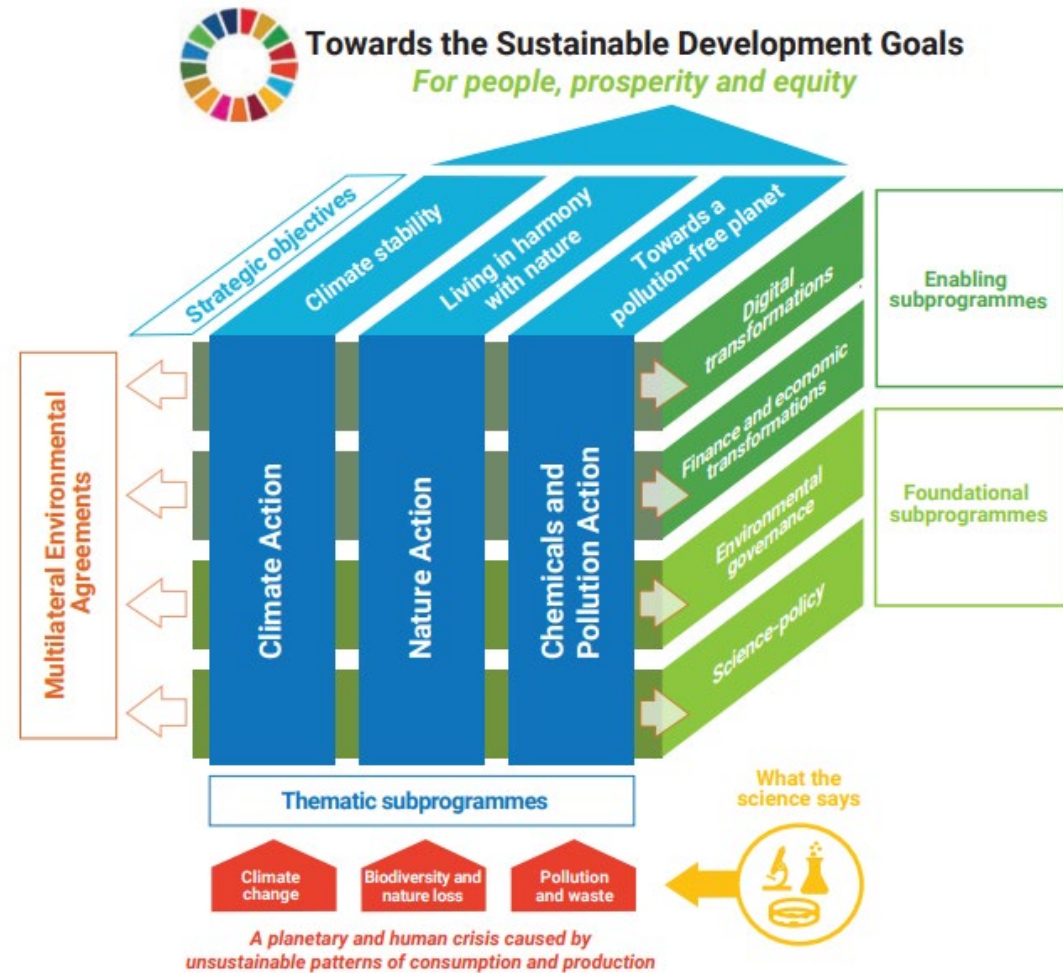 Towards the Sustainable Development Goals
For people, prosperity and equity
Strategic objectives
Climate stability
Living in harmony
with nature
Towards a
pollution-free planet
Digital
transformations
Finance and economic
transformations
Environmental
governance
Science-policy
Enabling
subprogrammes
Foundational
subprogrammes
Multilateral Environmental
Agreements
Climate Action
Nature Action
Chemicals and
Pollution Action
Thematic subprogrammes
What the
science says
Climate
change
Biodiversity and
nature loss
Pollution
and waste
A planetary and human crisis caused by
unsustainable patterns of consumption and production